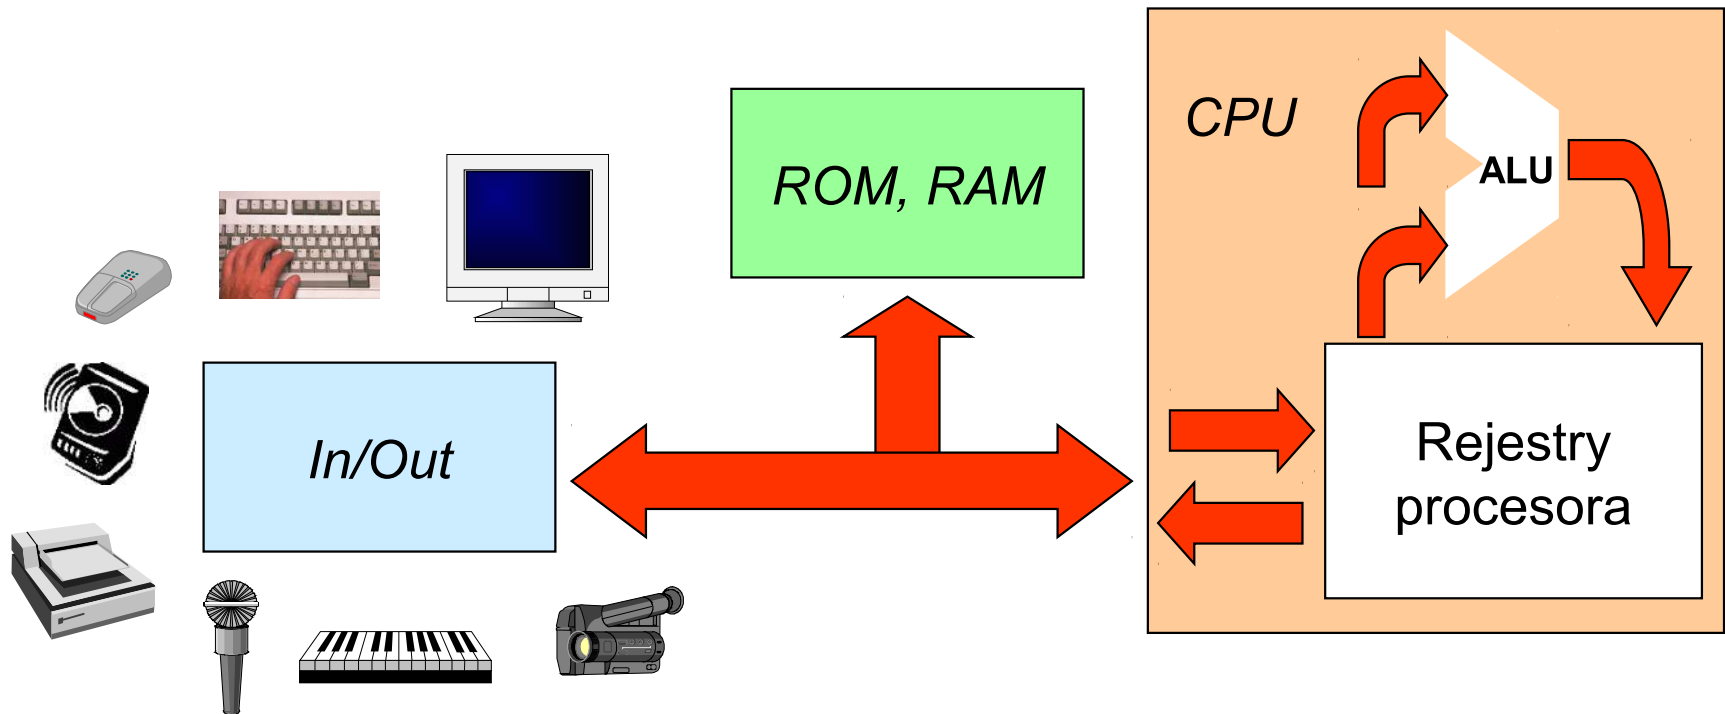 CPU
ROM, RAM
ALU
In/Out
Rejestry
procesora